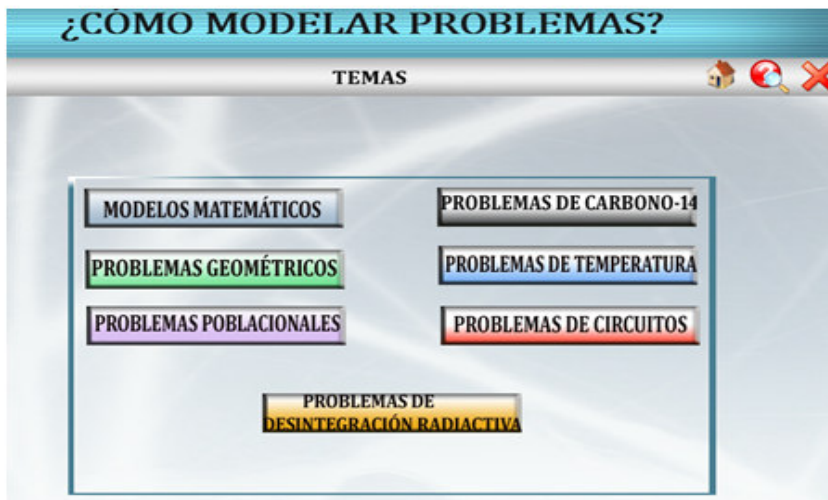 ¿CÓMO MODELAR PROBLEMAS?
TEMAS
MODELOS MATEMÁTICOS
PROBLEMAS GEOMÉTRICOS
PROBLEMAS POBLACIONALES
PROBLEMAS DE CARBONO-14
PROBLEMAS DE TEMPERATURA
PROBLEMAS DE CIRCUITOS
PROBLEMAS DE
DESINTEGRACIÓN RADIACTIVA